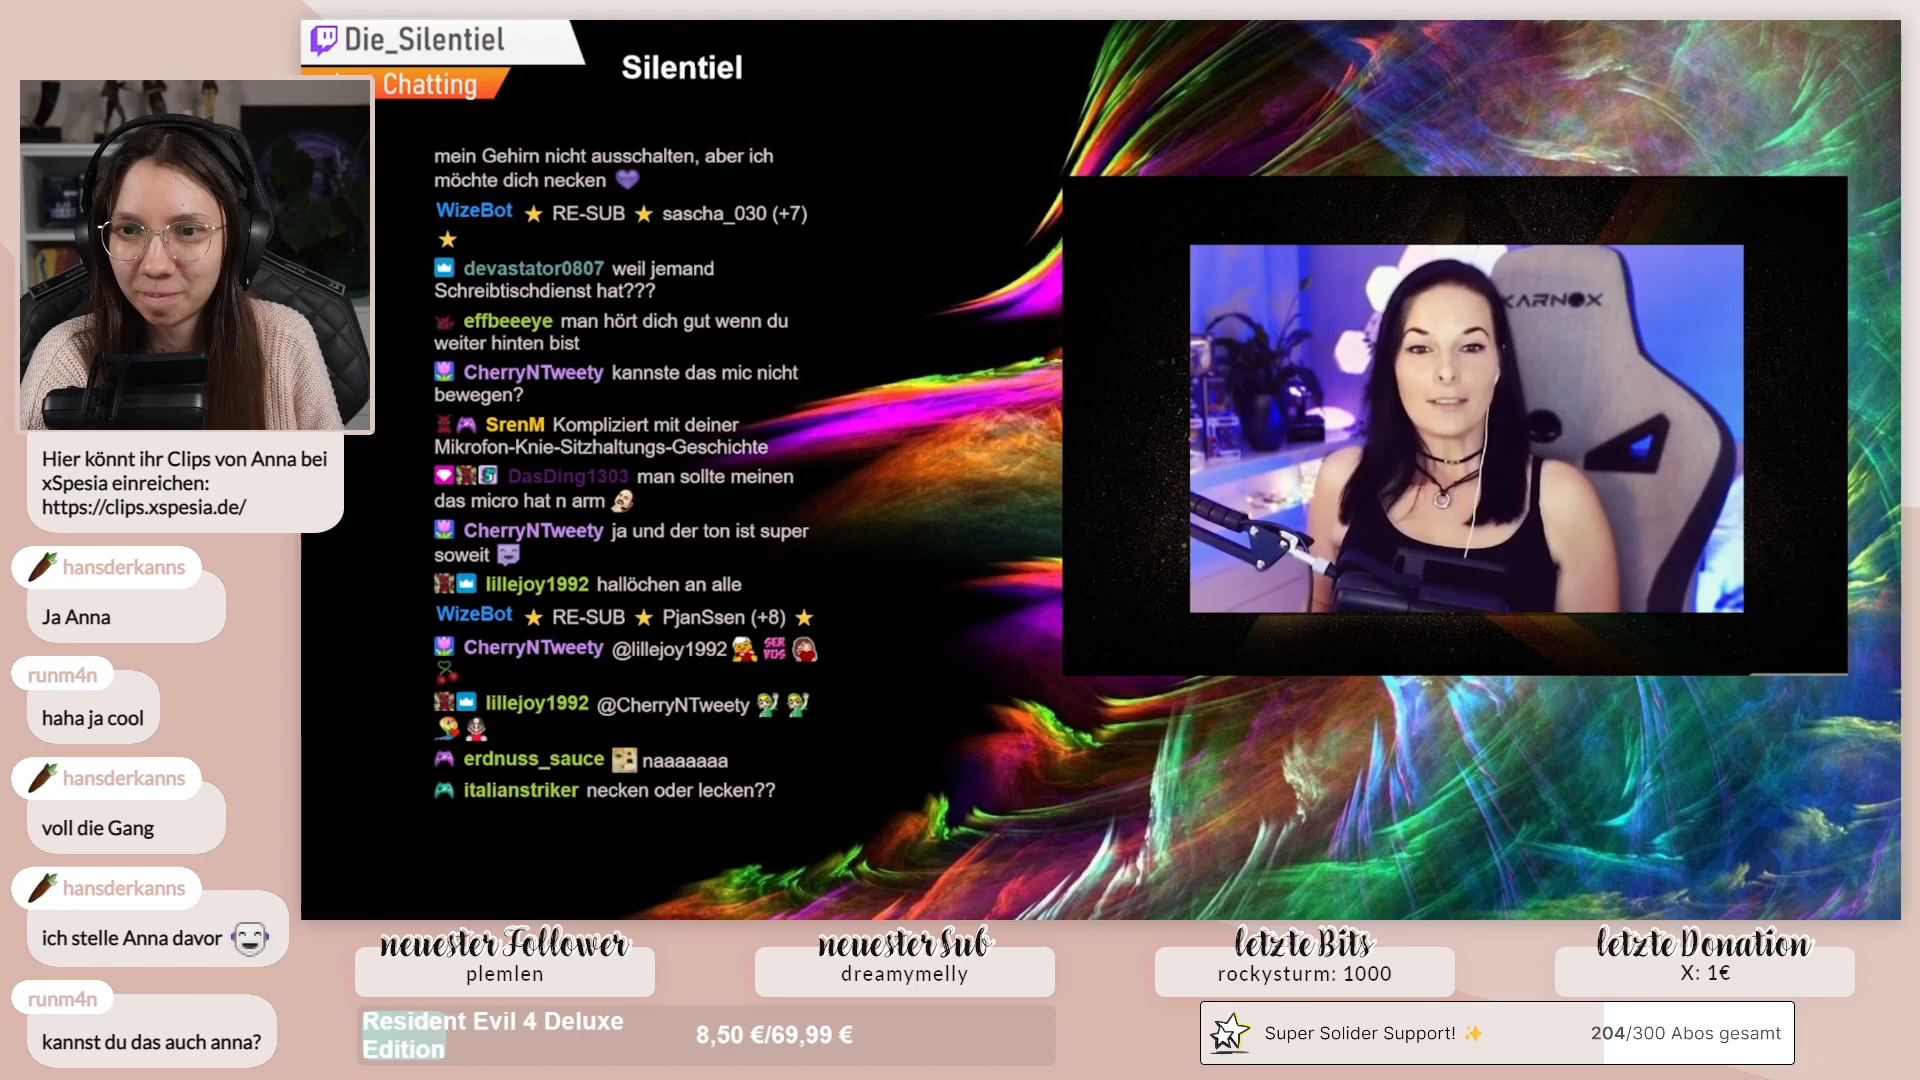 Die_Silentiel
Chatting
Silentiel
mein Gehirn nicht ausschalten, aber ich
möchte dich necken
WizeBot RE-SUB sascha_030 (+7)
devastator0807 weil jemand
Schreibtischdienst hat???
effbeeeye man hört dich gut wenn du
weiter hinten bist
CherryNTweety kannste das mic nicht
bewegen?
SrenM Kompliziert mit deiner
Mikrofon-Knie-Sitzhaltungs-Geschichte
DasDing1303 man sollte meinen
das micro hat n arm
CherryNTweety ja und der ton ist super
soweit
lillejoy1992 hallöchen an alle
WizeBot RE-SUB PjanSsen (+8)
CherryNTweety @lillejoy1992 SER VUS
lillejoy1992 @CherryNTweety
erdnuss_sauce naaaaaaa
italianstriker necken oder lecken??
KARNOX
Hier könnt ihr Clips von Anna bei
xSpesia einreichen:
https://clips.xspesia.de/
hansderkanns
Ja Anna
runm4n
haha ja cool
hansderkanns
voll die Gang
hansderkanns
ich stelle Anna davor
runm4n
kannst du das auch anna?
neuester Follower
plemlen
neuester Sub
dreamymelly
letzte Bits
rockysturm: 1000
letzte Donation
X: 1€
Resident Evil 4 Deluxe
Edition
8,50 €/69,99 €
Super Solider Support! ✨
204/300 Abos gesamt